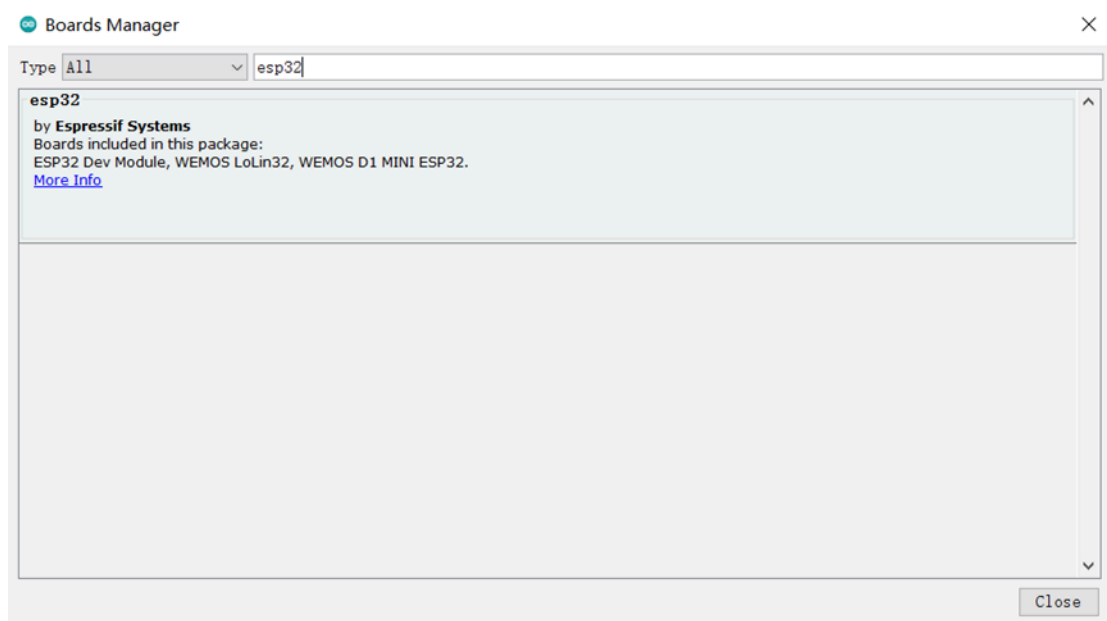 Boards Manager
Type All esp32
esp32
by Espressif Systems
Boards included in this package:
ESP32 Dev Module, WEMOS LoLin32, WEMOS D1 MINI ESP32.
More Info
Close